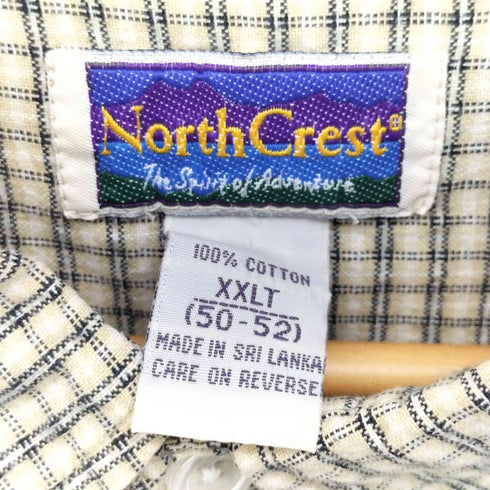 NorthCrest®
The Spirit of Adventure
100% COTTON
XXLT
(50-52)
MADE IN SRI LANKA
CARE ON REVERSE